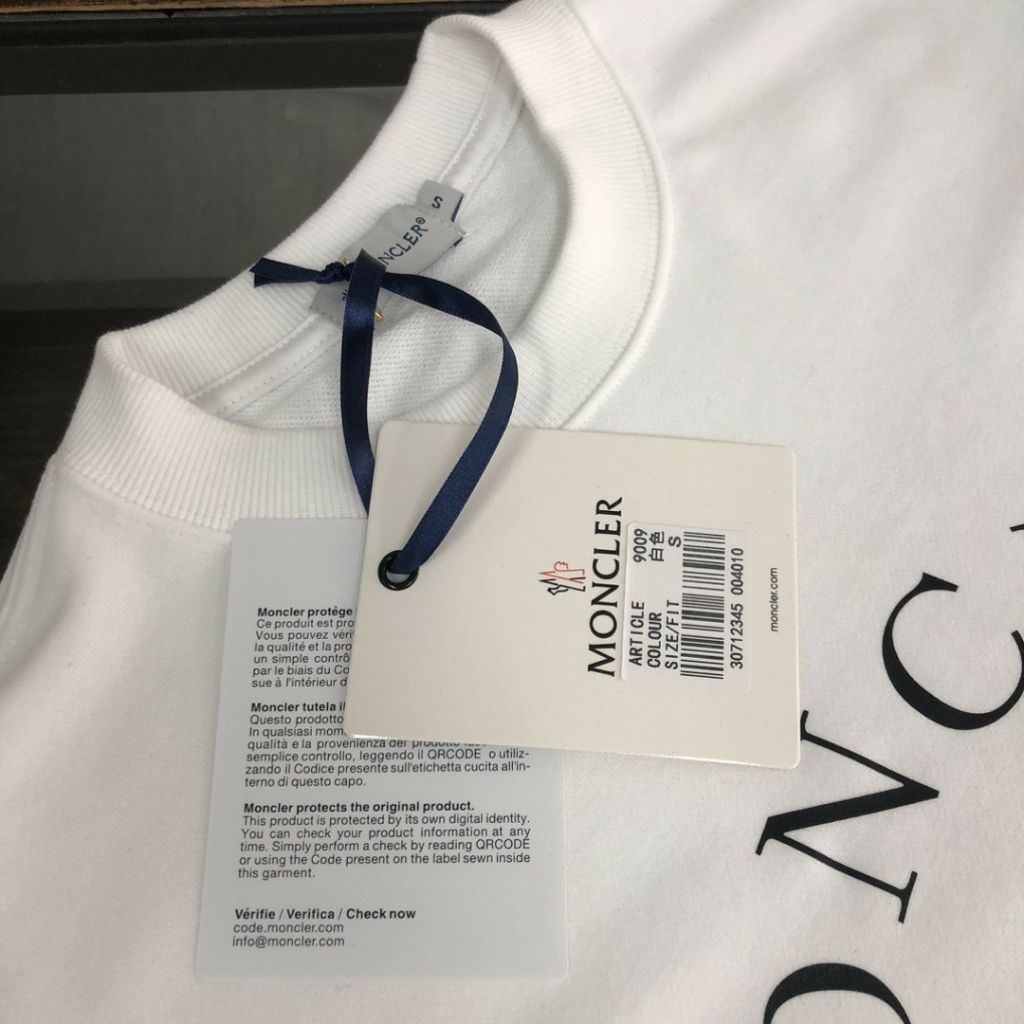 S
NCLER®
MONCLER
ARTICLE 9009
COLOUR 白色
SIZE/FIT S
30712345 004010
moncler.com
Moncler protège
Ce produit est pro
Vous pouvez véri
la qualité et la pro
un simple contrô
par le biais du Co
sue à l'intérieur d
Moncler tutela il
Questo prodotto
In qualsiasi mom
qualità e la provenienza del prodotto
semplice controllo, leggendo il QRCODE o utiliz-
zando il Codice presente sull'etichetta cucita all'in-
terno di questo capo.
Moncler protects the original product.
This product is protected by its own digital identity.
You can check your product information at any
time. Simply perform a check by reading QRCODE
or using the Code present on the label sewn inside
this garment.
Vérifie / Verifica / Check now
code.moncler.com
info@moncler.com
ONC